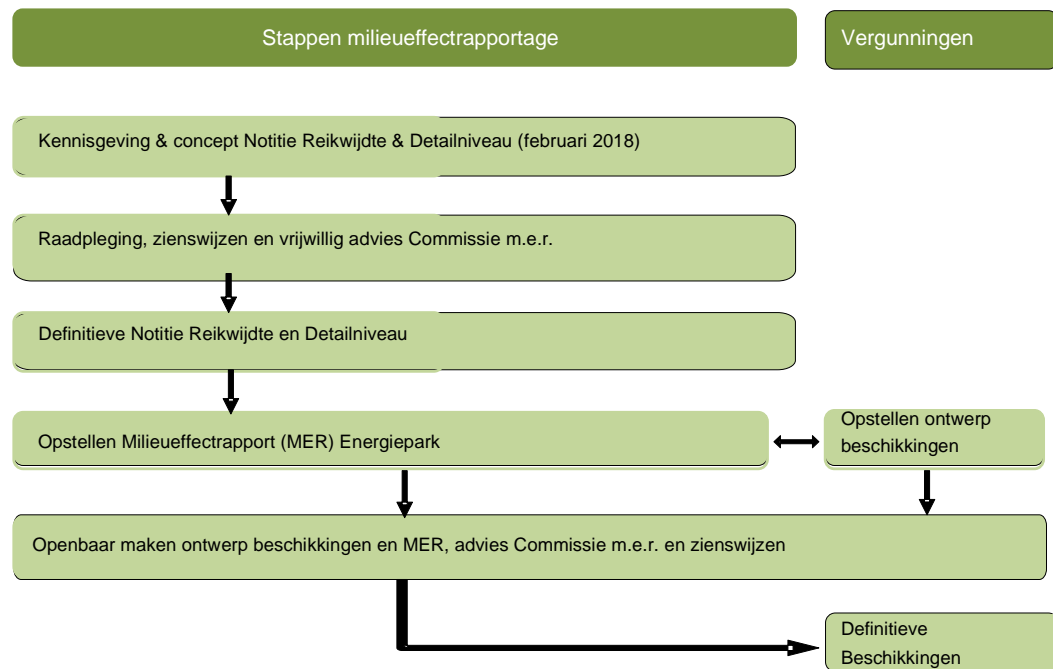 Stappen milieueffectrapportage
Vergunningen
Kennisgeving & concept Notitie Reikwijdte & Detailniveau (februari 2018)
Raadpleging, zienswijzen en vrijwillig advies Commissie m.e.r.
Definitieve Notitie Reikwijdte en Detailniveau
Opstellen Milieueffectrapport (MER) Energiepark
Opstellen ontwerp
beschikkingen
Openbaar maken ontwerp beschikkingen en MER, advies Commissie m.e.r. en zienswijzen
Definitieve
Beschikkingen